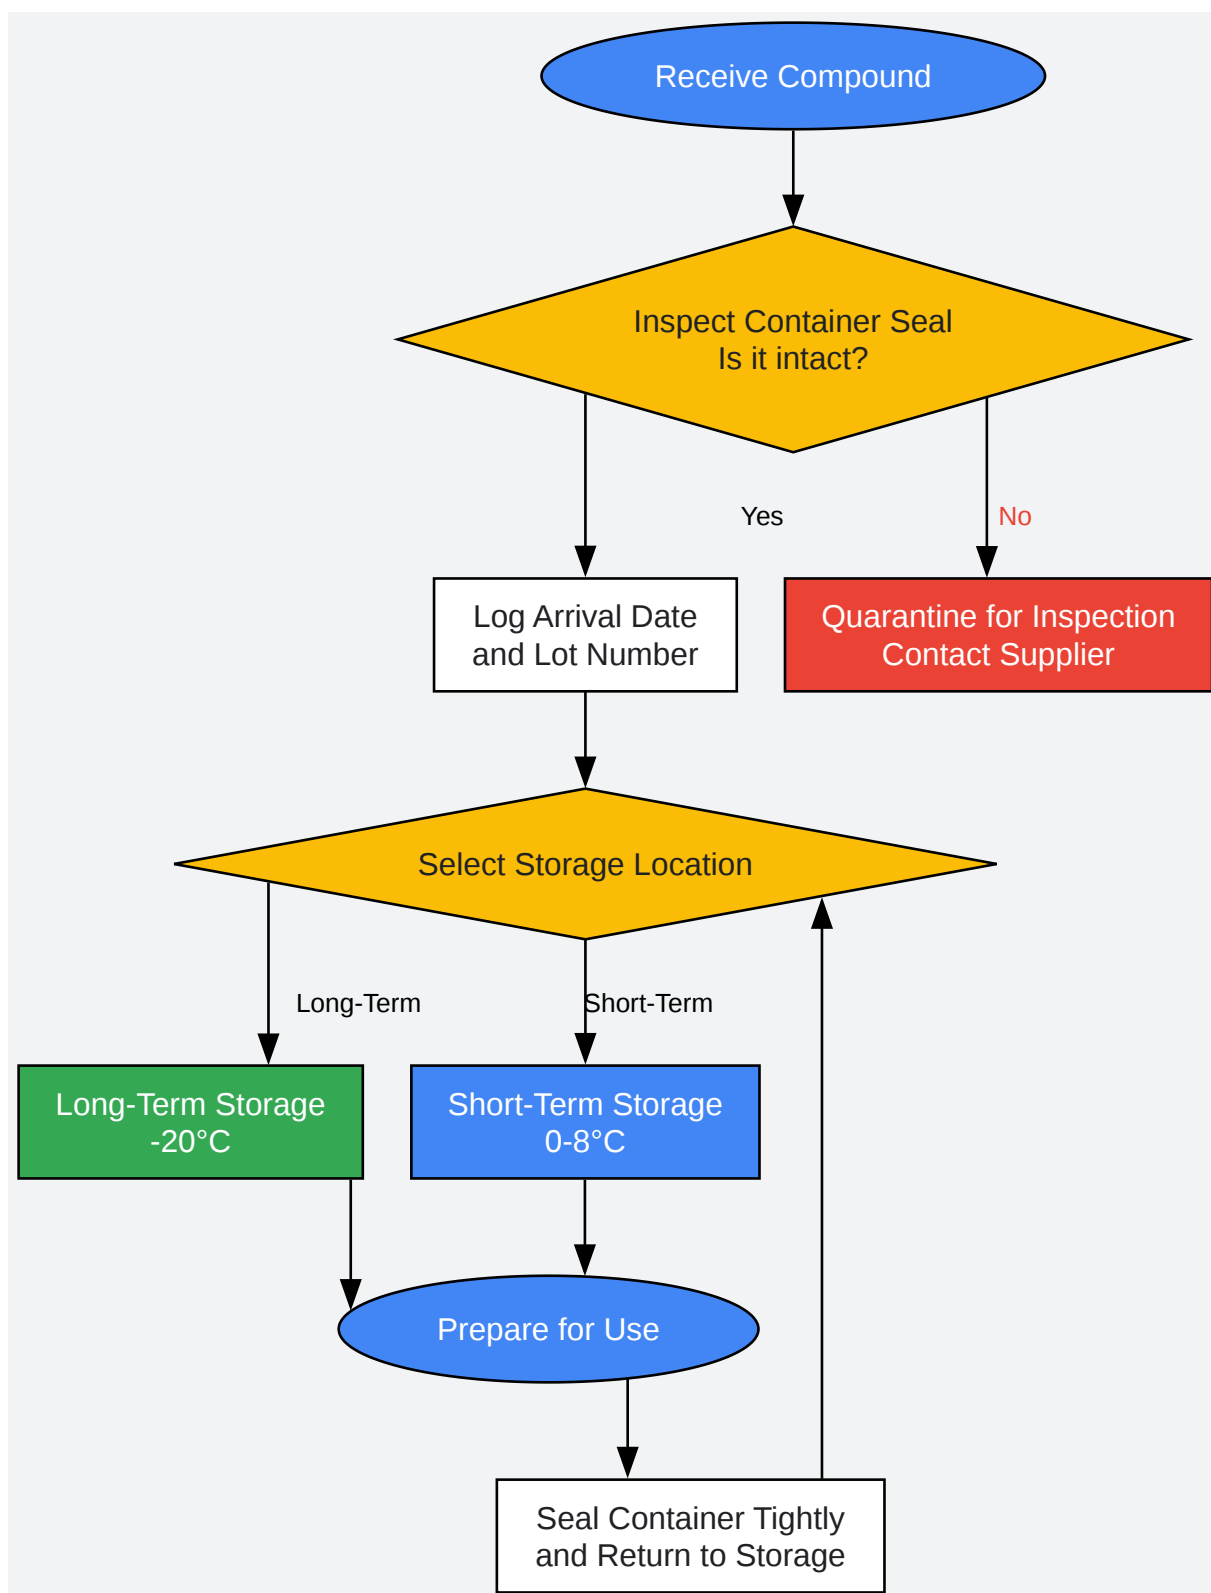 Receive Compound
Inspect Container Seal
Is it intact?
Yes
No
Log Arrival Date
and Lot Number
Quarantine for Inspection
Contact Supplier
Select Storage Location
Long-Term
Short-Term
Long-Term Storage
-20°C
Short-Term Storage
0-8°C
Prepare for Use
Seal Container Tightly
and Return to Storage